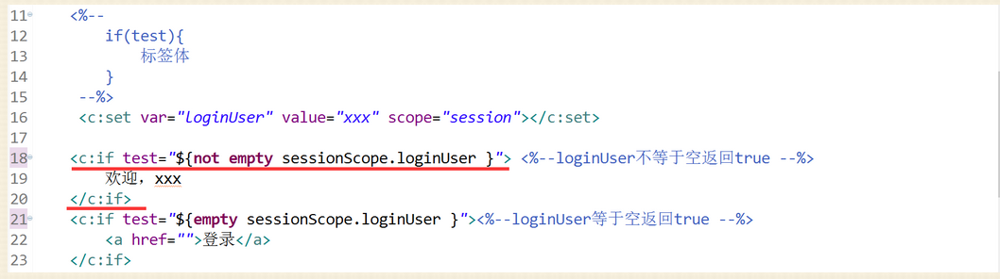 11 <%--
12 if(test){
13 标签体
14 }
15 --%>
16 <c:set var="loginUser" value="xxx" scope="session"></c:set>
17
18 <c:if test="${not empty sessionScope.loginUser }"> <%--loginUser不等于空返回true --%>
19 欢迎，xxx
20 </c:if>
21 <c:if test="${empty sessionScope.loginUser }"><%--loginUser等于空返回true --%>
22 <a href="">登录</a>
23 </c:if>